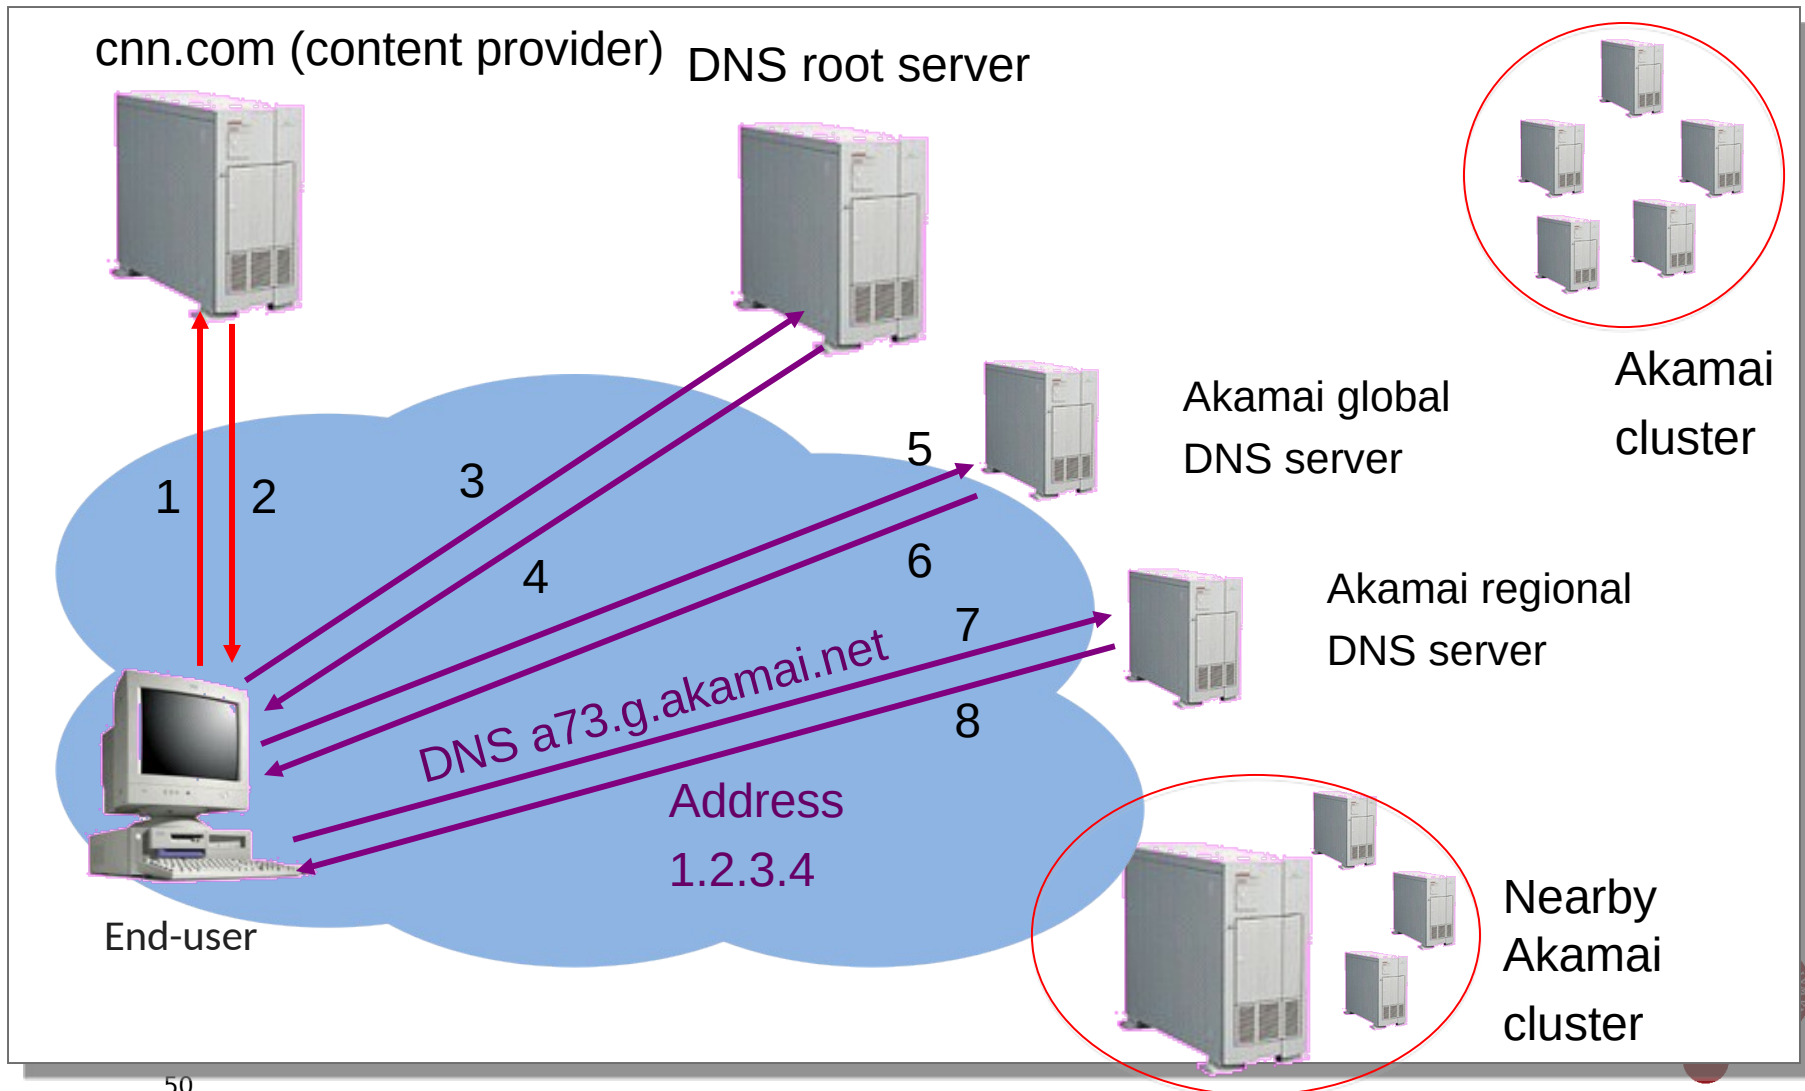 cnn.com (content provider)
DNS root server
Akamai
cluster
Akamai global
DNS server
5
3
1
2
6
4
Akamai regional
DNS server
7
DNS a73.g.akamai.net
8
Address
1.2.3.4
End-user
Nearby
Akamai
cluster
50